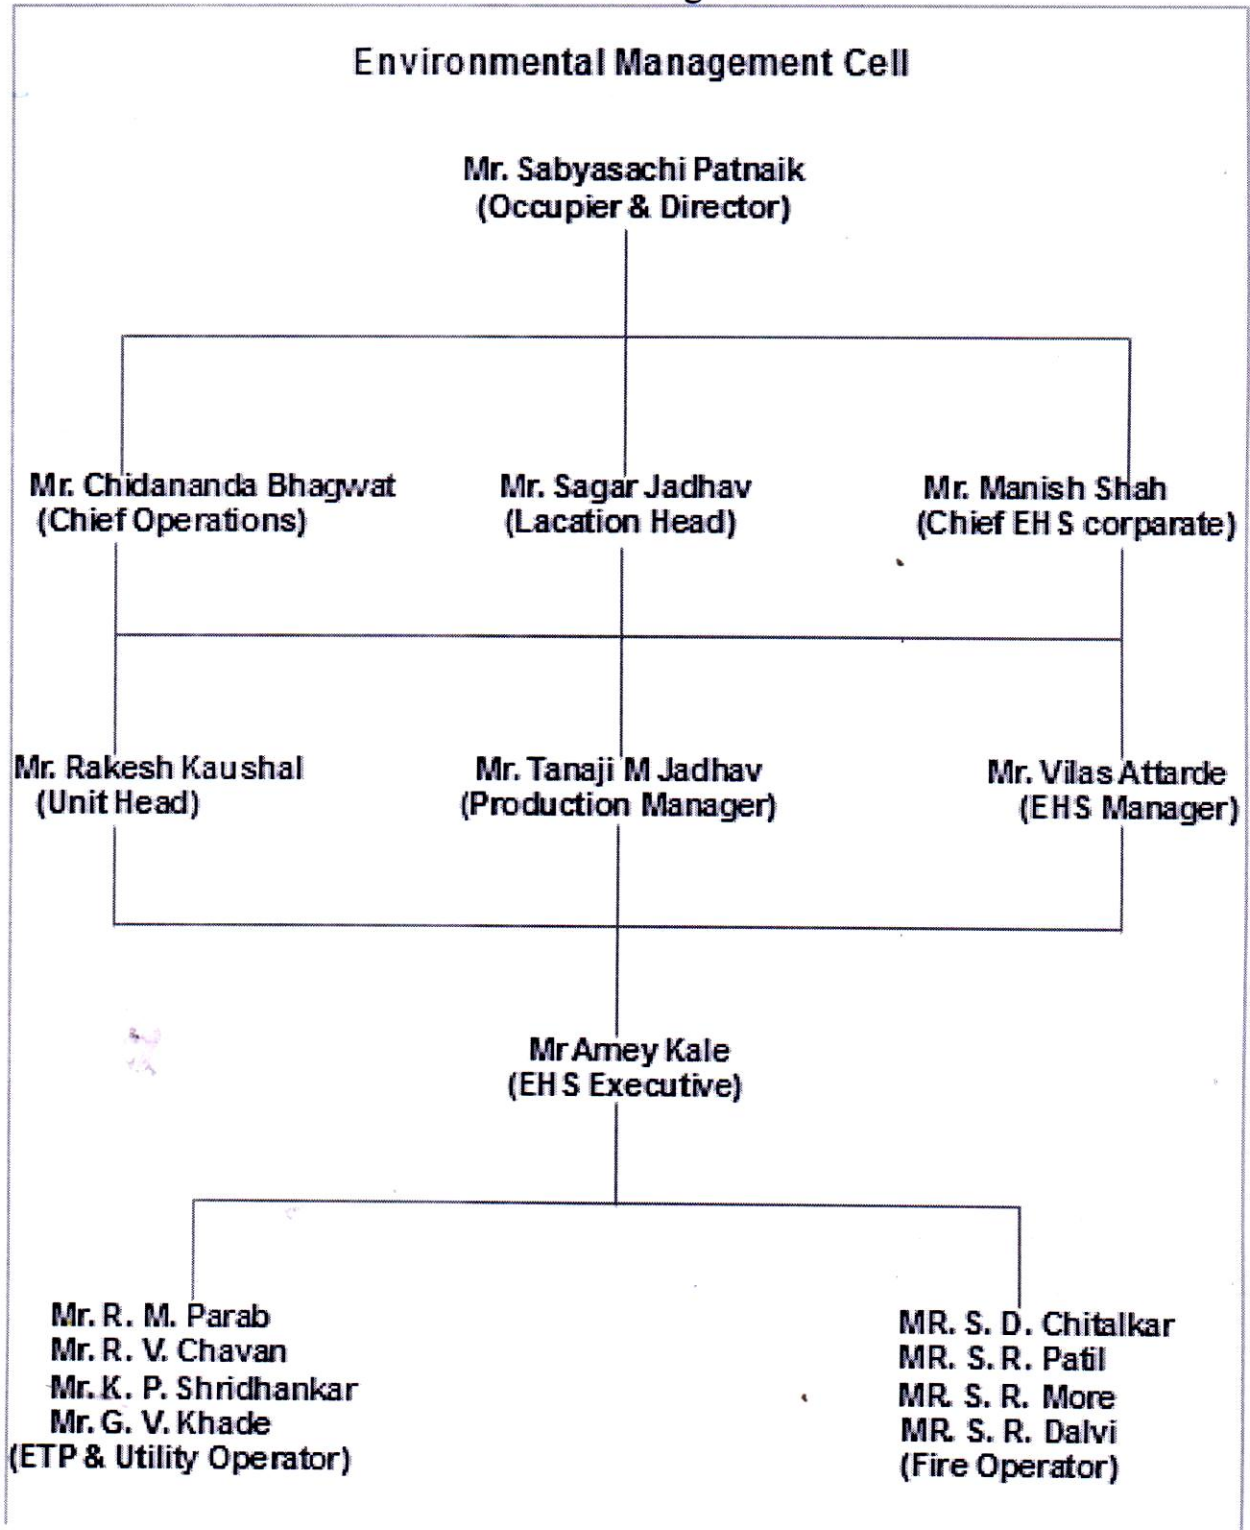 Environmental Management Cell
Mr. Sabyasachi Patnaik
(Occupier & Director)
Mr. Chidananda Bhagwat
(Chief Operations)
Mr. Sagar Jadhav
(Lacation Head)
Mr. Manish Shah
(Chief EHS corparate)
Mr. Rakesh Kaushal
(Unit Head)
Mr. Tanaji M Jadhav
(Production Manager)
Mr. Vilas Attarde
(EHS Manager)
Mr Amey Kale
(EHS Executive)
Mr. R. M. Parab
Mr. R. V. Chavan
Mr. K. P. Shridhankar
Mr. G. V. Khade
(ETP & Utility Operator)
MR. S. D. Chitalkar
MR. S. R. Patil
MR. S. R. More
MR. S. R. Dalvi
(Fire Operator)